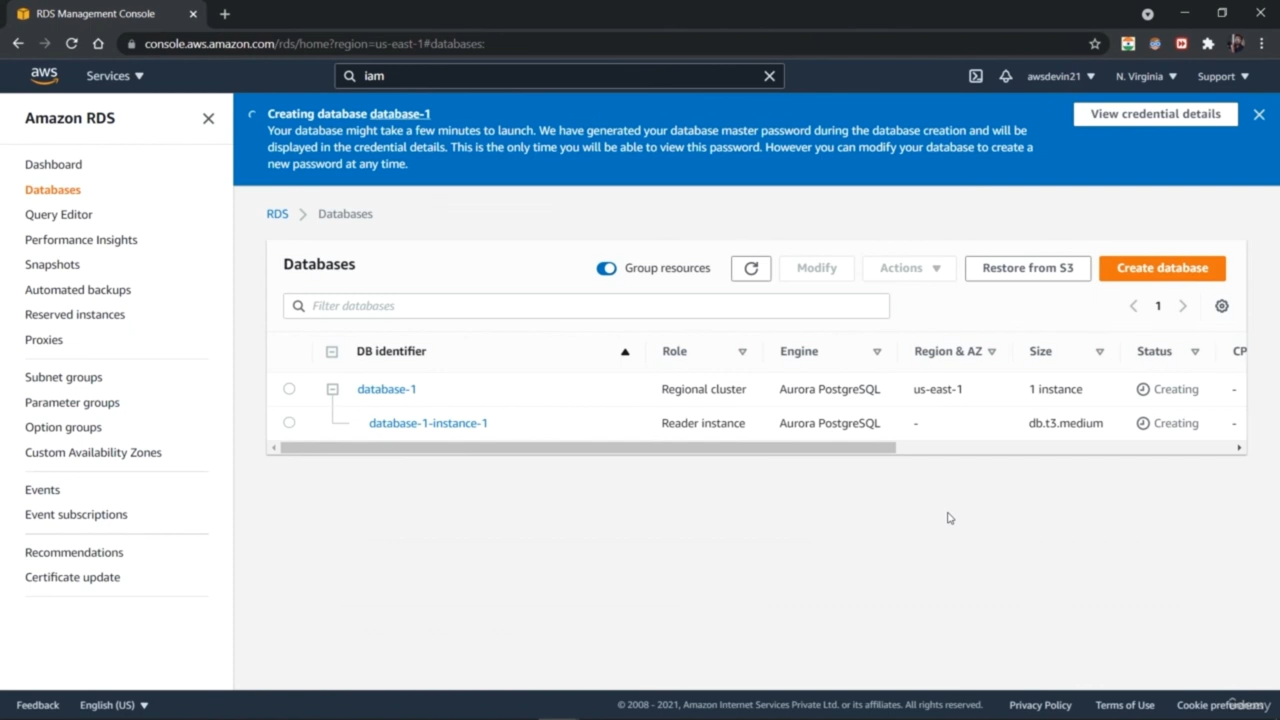 RDS Management Console
console.aws.amazon.com/rds/home?region=us-east-1#databases:
aws
Services
iam
awsdevin21
N. Virginia
Support
Amazon RDS
Dashboard
Databases
Query Editor
Performance Insights
Snapshots
Automated backups
Reserved instances
Proxies
Subnet groups
Parameter groups
Option groups
Custom Availability Zones
Events
Event subscriptions
Recommendations
Certificate update
Creating database database-1
Your database might take a few minutes to launch. We have generated your database master password during the database creation and will be
displayed in the credential details. This is the only time you will be able to view this password. However you can modify your database to create a
new password at any time.
View credential details
RDS Databases
Databases
Group resources
Modify
Actions
Restore from S3
Create database
Filter databases
1
DB identifier Role Engine Region & AZ Size Status CP
database-1 Regional cluster Aurora PostgreSQL us-east-1 1 instance Creating -
database-1-instance-1 Reader instance Aurora PostgreSQL - db.t3.medium Creating -
Feedback English (US) © 2008 - 2021, Amazon Internet Services Private Ltd. or its affiliates. All rights reserved. Privacy Policy Terms of Use Cookie preferences
Udemy